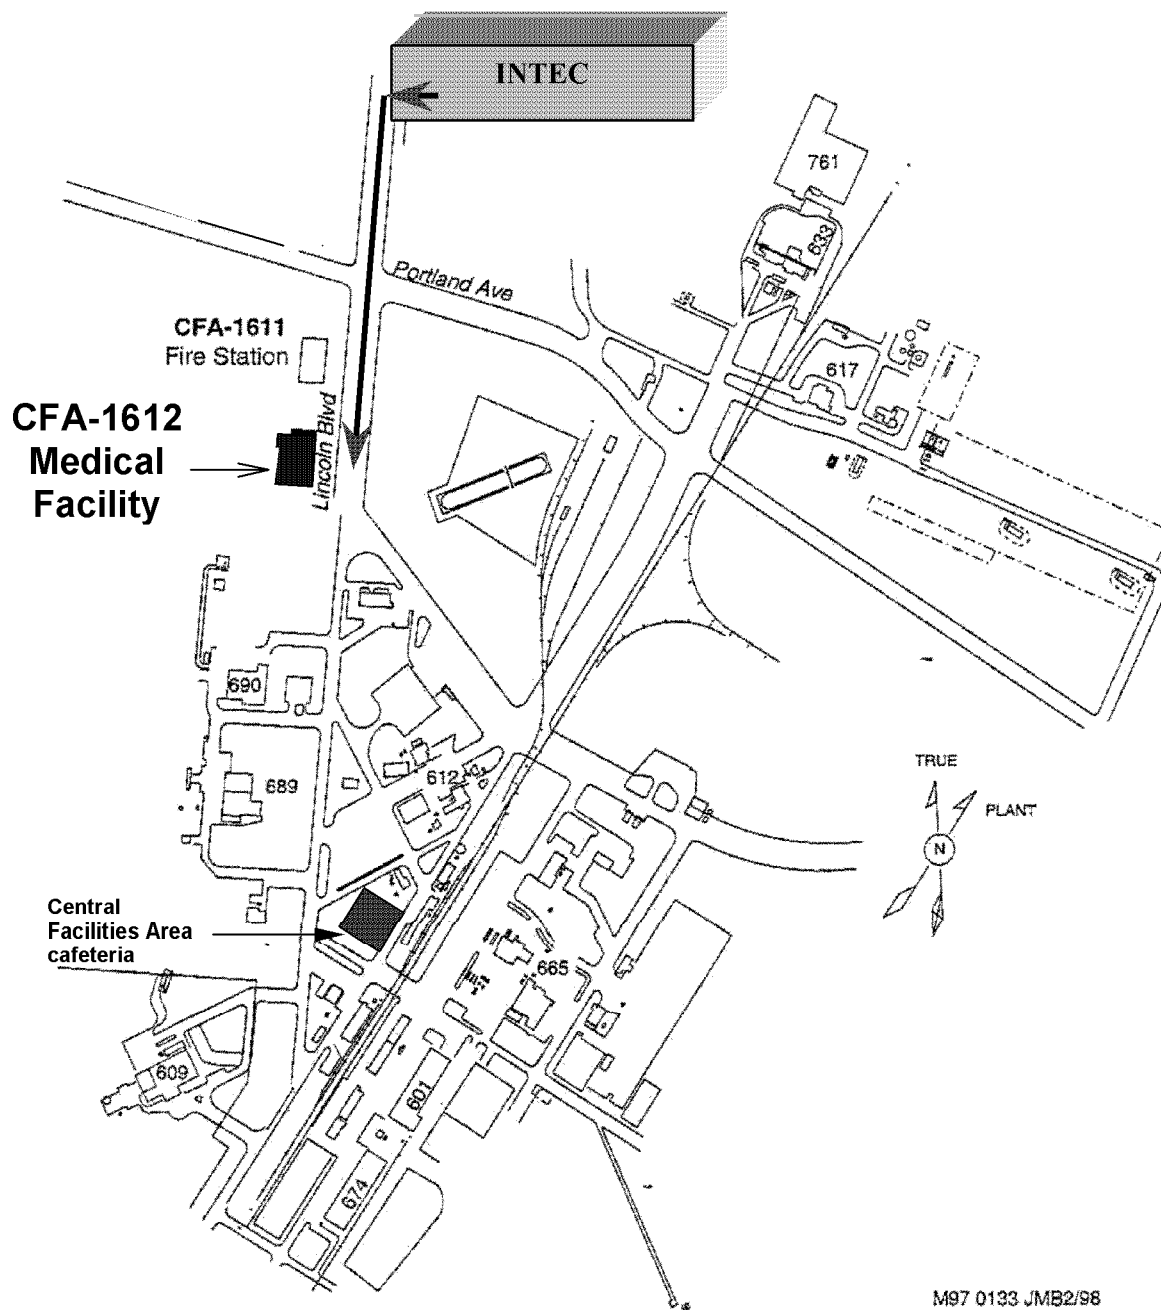 INTEC
761
633
Portland Ave
CFA-1611
Fire Station
617
CFA-1612
Medical
Facility
Lincoln Blvd
690
689
612
TRUE
PLANT
N
Central
Facilities Area
cafeteria
665
609
601
674
M97 0133 JMB2/98